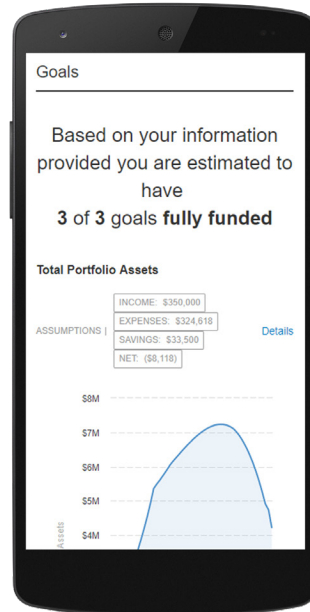 Goals
Based on your information
provided you are estimated to
have
3 of 3 goals fully funded
Total Portfolio Assets
ASSUMPTIONS |
INCOME: $350,000
EXPENSES: $324,618
SAVINGS: $33,500
NET: ($8,118)
Details
$8M
$7M
$6M
$5M
$4M
Assets